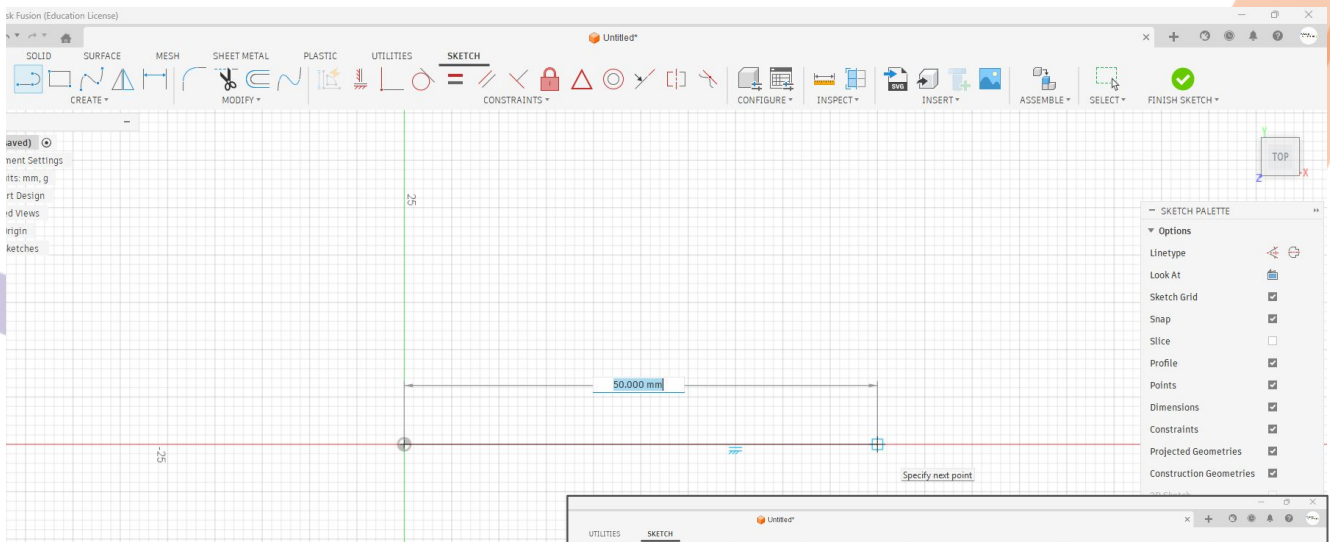 sk Fusion (Education License)
Untitled*
SOLID SURFACE MESH SHEET METAL PLASTIC UTILITIES SKETCH
SVG
CREATE MODIFY CONSTRAINTS CONFIGURE INSPECT INSERT ASSEMBLE SELECT FINISH SKETCH
aved)
ment Settings
its: mm, g
rt Design
ed Views
rigin
ketches
Y
TOP
Z X
25
SKETCH PALETTE
Options
Linetype
Look At
Sketch Grid
Snap
Slice
Profile
Points
Dimensions
Constraints
Projected Geometries
Construction Geometries
50.000 mm
-25
Specify next point
Untitled*
UTILITIES SKETCH